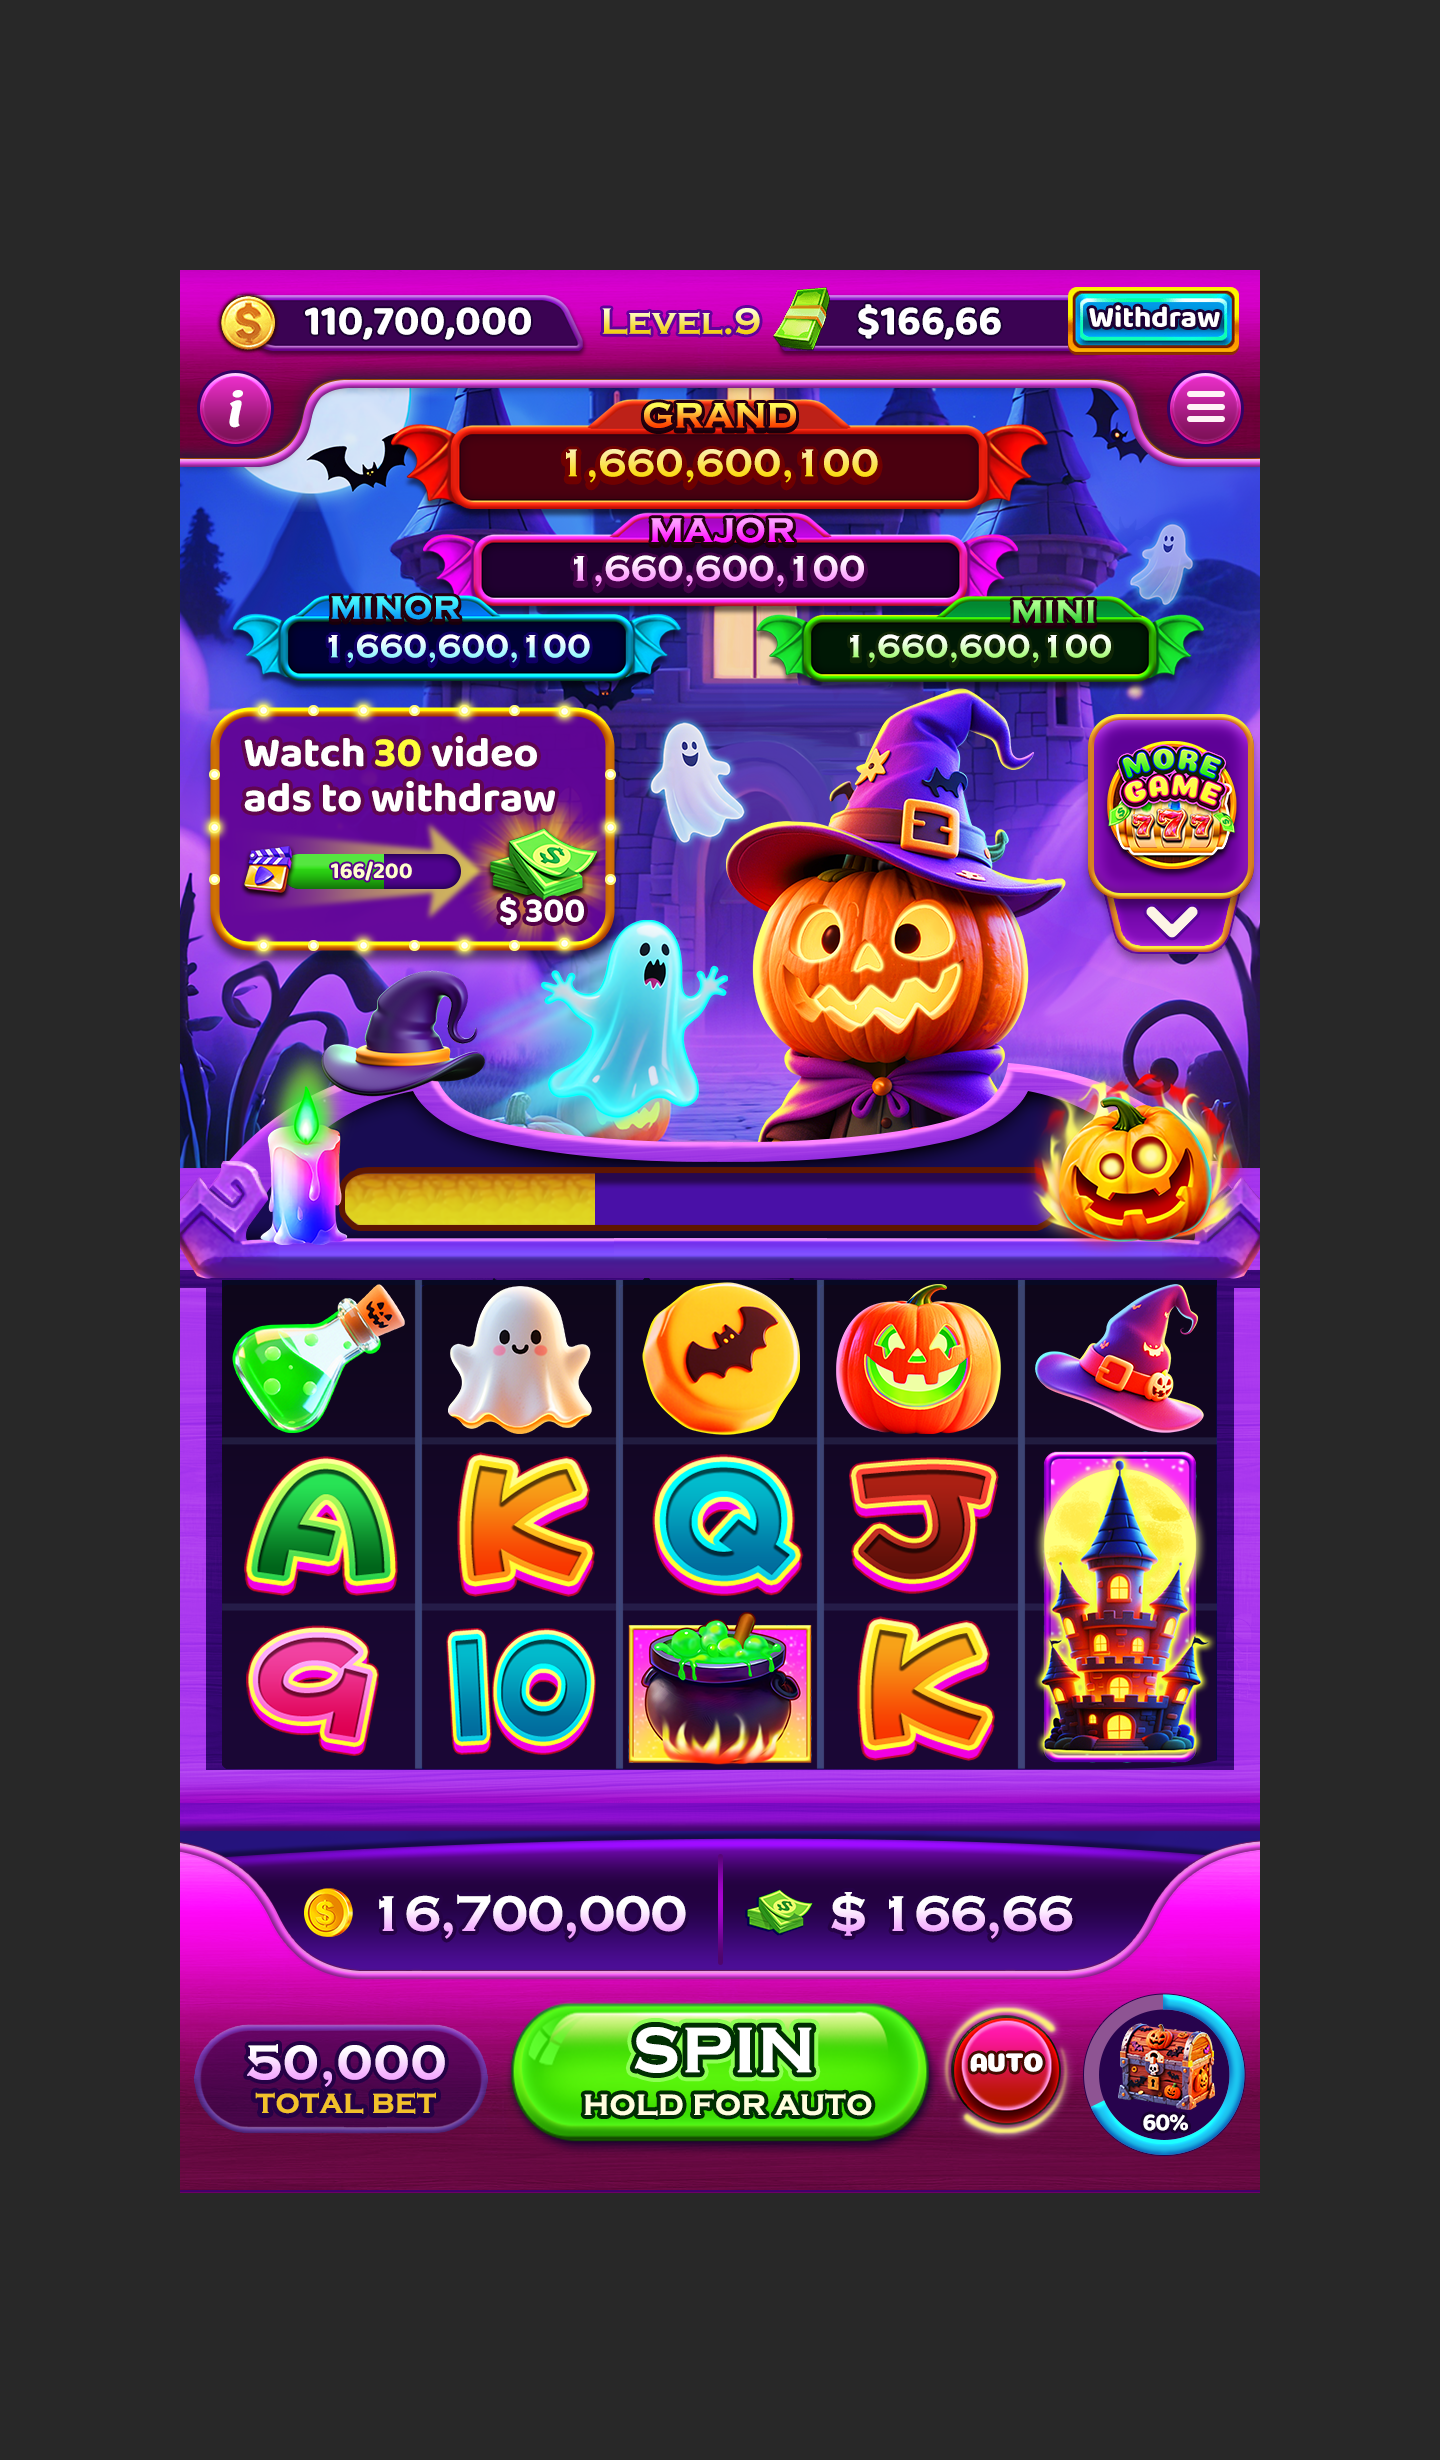 110,700,000
LEVEL.9
$166,66
Withdraw
i
GRAND
1,660,600,100
MAJOR
1,660,600,100
MINOR
1,660,600,100
MINI
1,660,600,100
Watch 30 video
ads to withdraw
166/200
$300
MORE
GAME
777
A K Q J
9 10 K
16,700,000
$ 166,66
50,000
TOTAL BET
SPIN
HOLD FOR AUTO
AUTO
60%